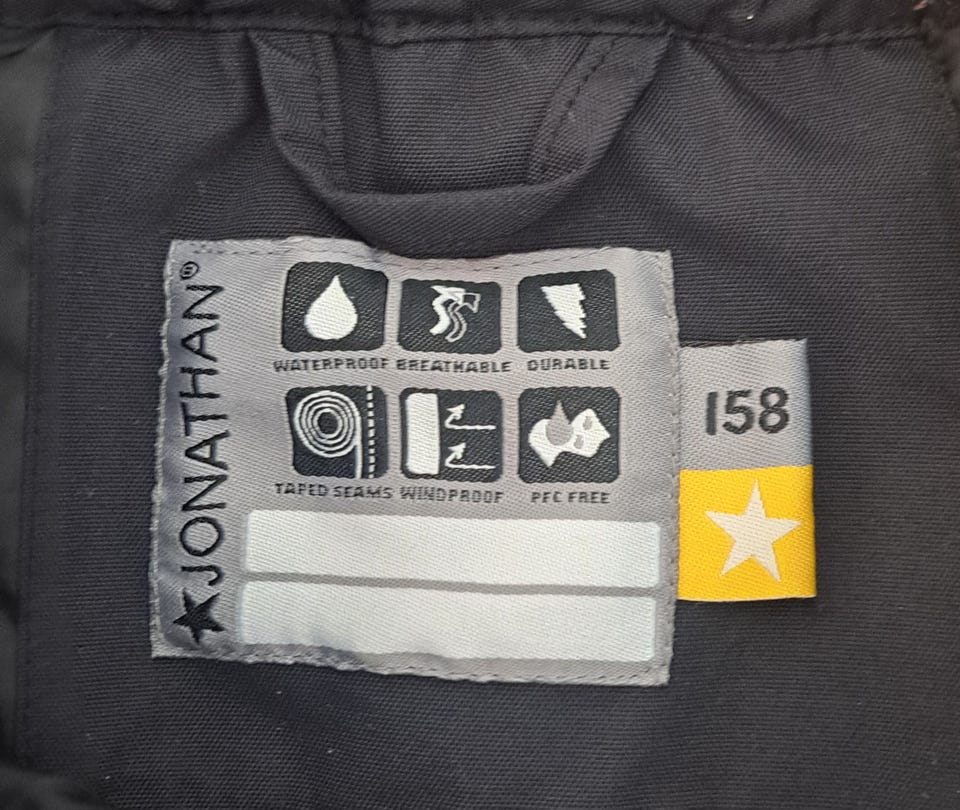 JONATHAN®
WATERPROOF BREATHABLE DURABLE
TAPED SEAMS WINDPROOF PFC FREE
158